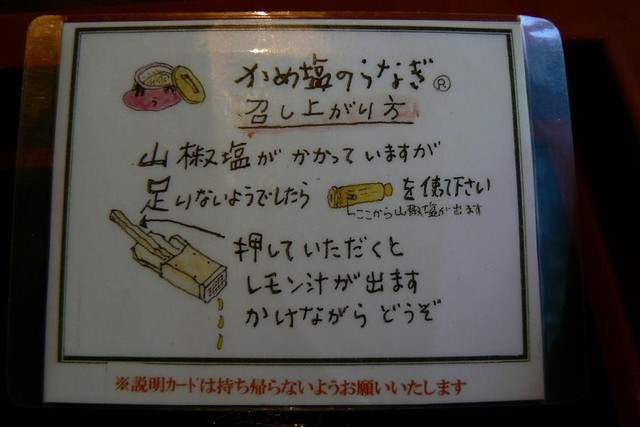 かめ塩のうなぎ®
召し上がり方
山椒塩がかかっていますが
足りないようでしたら を使て下さい
ここから山椒塩が出ます
押していただくと
レモン汁が出ます
かけながらどうぞ
※説明カードは持ち帰らないようお願いいたします